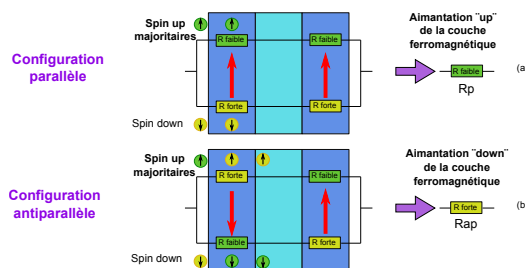 Spin up
majoritaires
Aimantation ¨up¨
de la couche
ferromagnétique
Configuration
parallèle
R faible
R faible
R faible
(a
Rp
R forte
R forte
Spin down
Spin up
majoritaires
Aimantation ¨down¨
de la couche
ferromagnétique
Configuration
antiparallèle
R forte
R faible
R forte
(b
Rap
R faible
R forte
Spin down